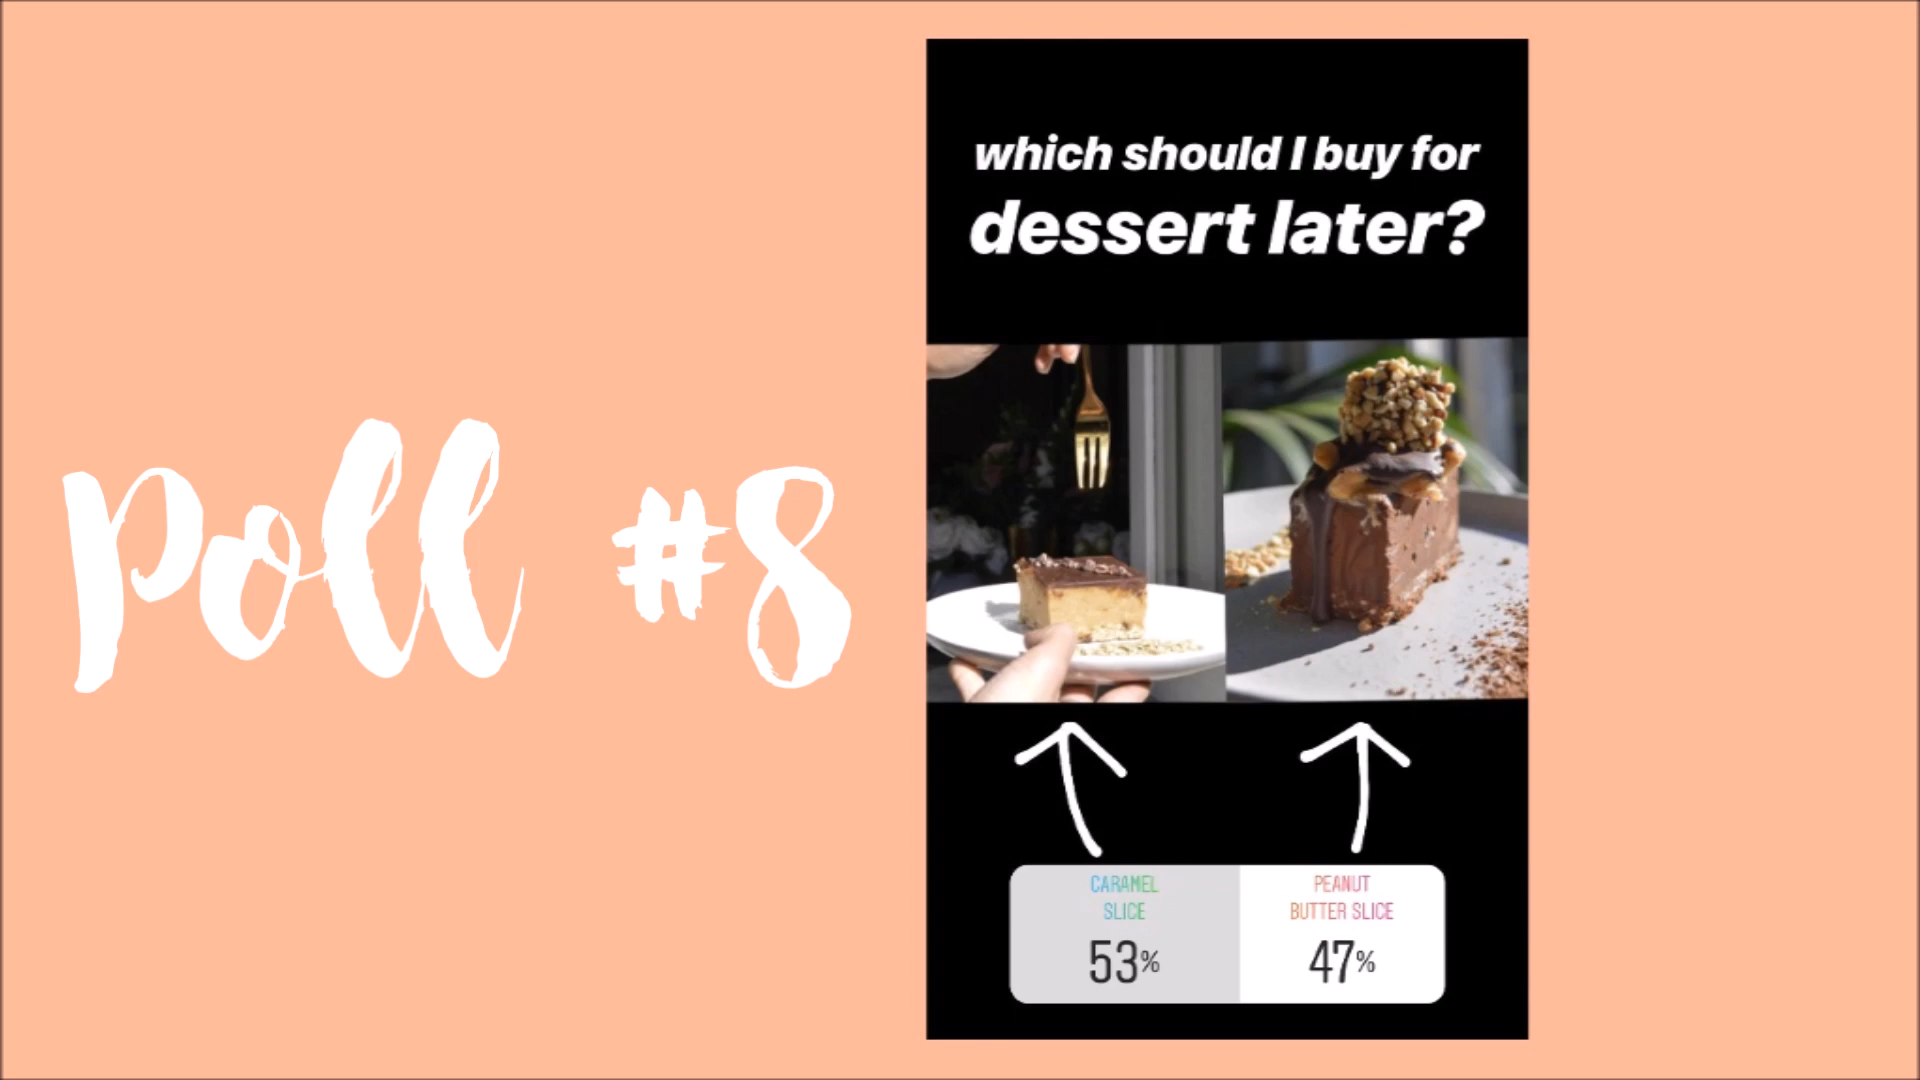 Poll #8
which should I buy for
dessert later?
CARAMEL
SLICE
53%
PEANUT
BUTTER SLICE
47%